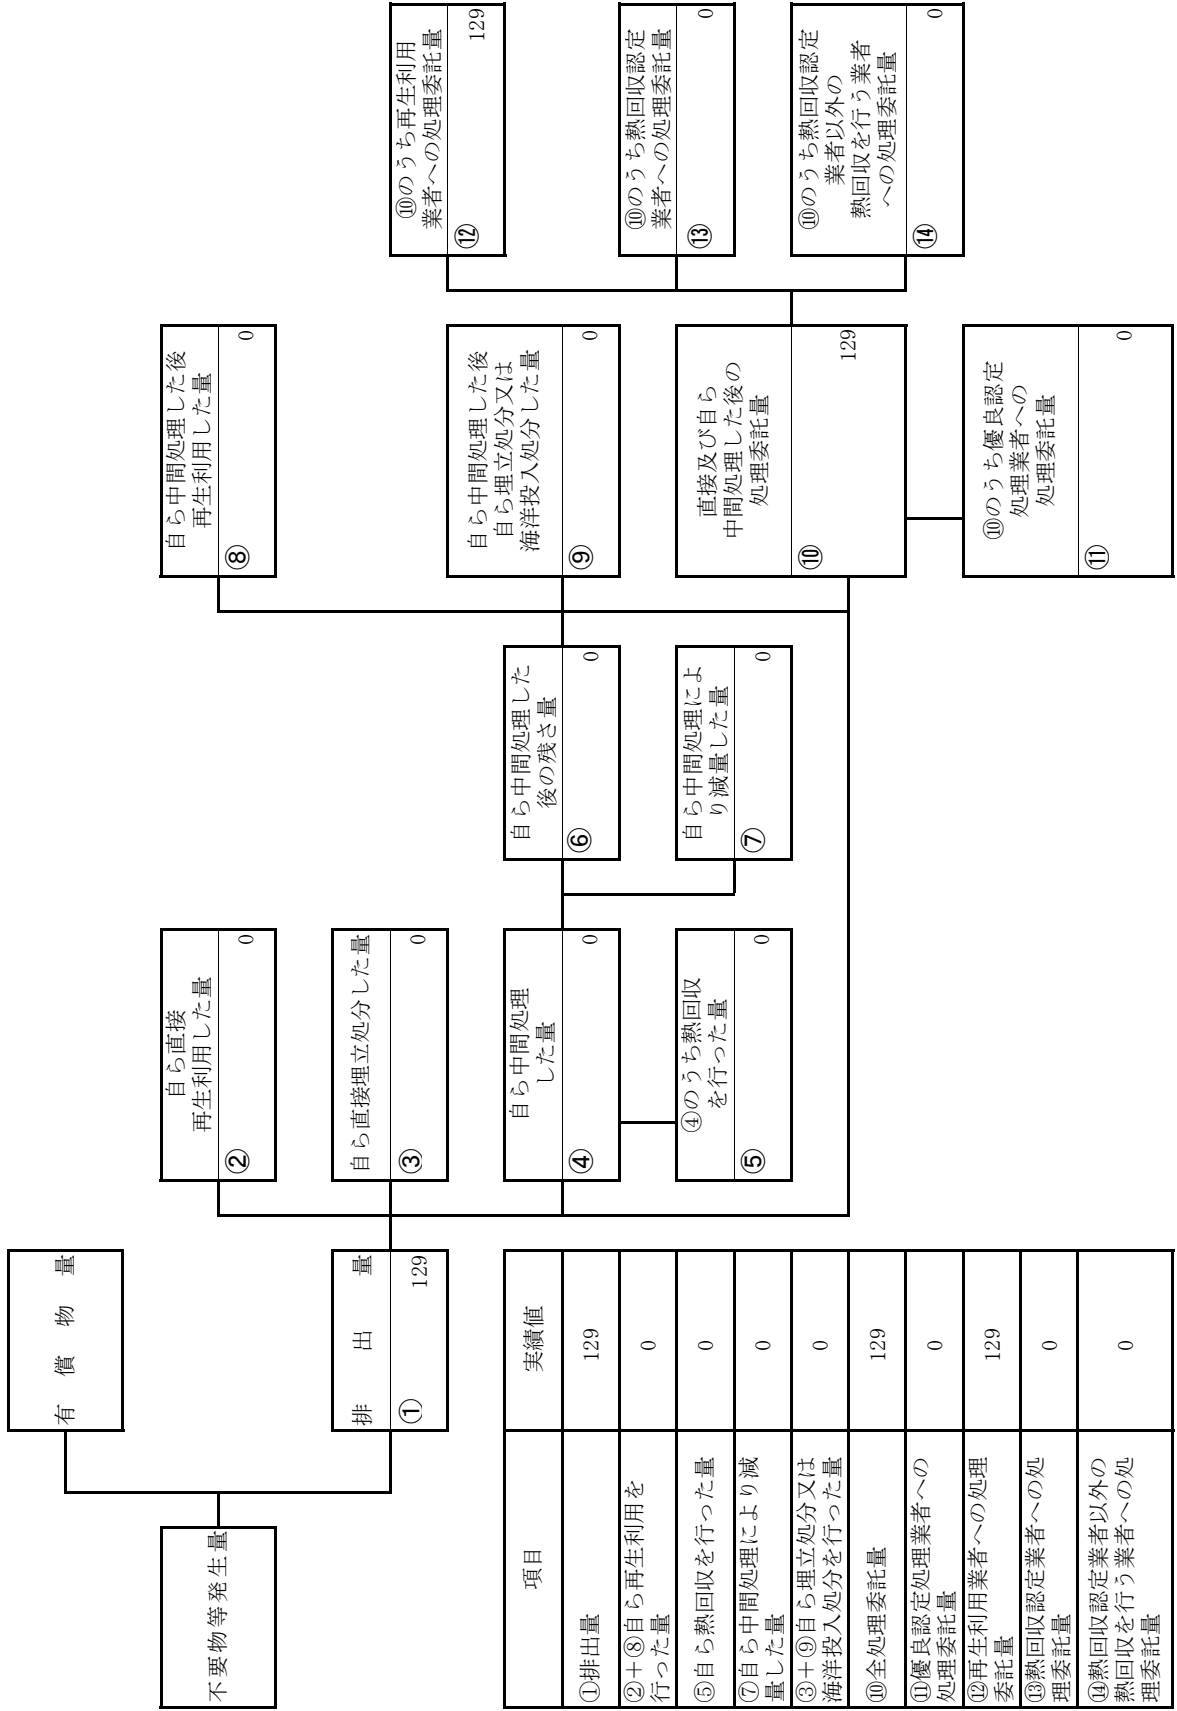 不要物等発生量
有償物量
排出量
① 129
自ら直接
再生利用した量
② 0
自ら直接埋立処分した量
③ 0
自ら中間処理
した量
④ 0
④のうち熱回収
を行った量
⑤ 0
自ら中間処理した
後の残さ量
⑥ 0
自ら中間処理によ
り減量した量
⑦ 0
自ら中間処理した後
再生利用した量
⑧ 0
自ら中間処理した後
自ら埋立処分又は
海洋投入処分した量
⑨ 0
直接及び自ら
中間処理した後の
処理委託量
⑩ 129
⑩のうち優良認定
処理業者への
処理委託量
⑪ 0
⑩のうち再生利用
業者への処理委託量
⑫ 129
⑩のうち熱回収認定
業者への処理委託量
⑬ 0
⑩のうち熱回収認定
業者以外の
熱回収を行う業者
への処理委託量
⑭ 0
項目 実績値
①排出量 129
②+⑧自ら再生利用を
行った量 0
⑤自ら熱回収を行った量 0
⑦自ら中間処理により減
量した量 0
③+⑨自ら埋立処分又は
海洋投入処分を行った量 0
⑩全処理委託量 129
⑪優良認定処理業者への
処理委託量 0
⑫再生利用業者への処理
委託量 129
⑬熱回収認定業者への処
理委託量 0
⑭熱回収認定業者以外の
熱回収を行う業者への処
理委託量 0